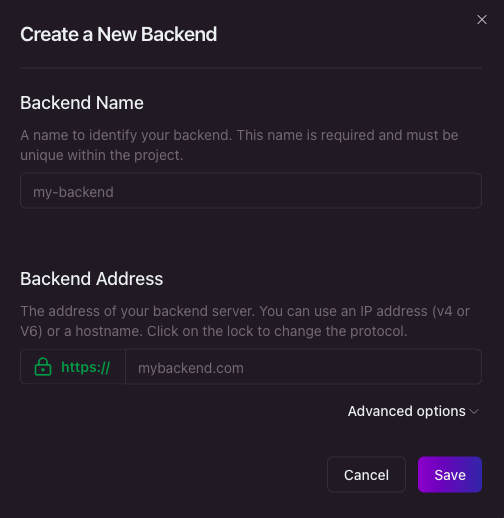 Create a New Backend
Backend Name
A name to identify your backend. This name is required and must be
unique within the project.
my-backend
Backend Address
The address of your backend server. You can use an IP address (v4 or
V6) or a hostname. Click on the lock to change the protocol.
https:// mybackend.com
Advanced options
Cancel Save